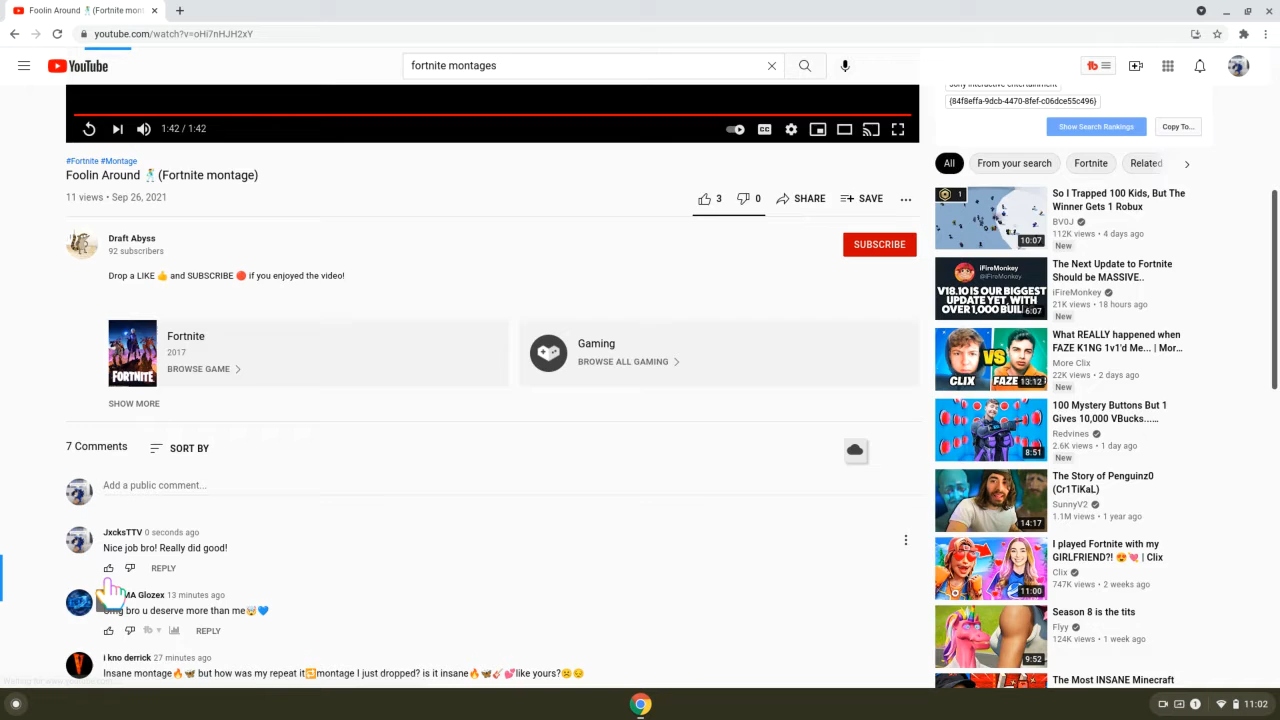 Foolin Around 🕺(Fortnite mont
youtube.com/watch?v=oHi7nHJH2xY
YouTube
fortnite montages
{84f8effa-9dcb-4470-8fef-c06dce55c496}
Show Search Rankings
Copy To...
1:42 / 1:42
CC
#Fortnite #Montage
Foolin Around 🕺(Fortnite montage)
11 views • Sep 26, 2021
3
0
SHARE
SAVE
Draft Abyss
92 subscribers
SUBSCRIBE
Drop a LIKE 👍 and SUBSCRIBE 🔴 if you enjoyed the video!
FORTNITE
Fortnite
2017
BROWSE GAME
Gaming
BROWSE ALL GAMING
SHOW MORE
7 Comments
SORT BY
Add a public comment...
JxcksTTV 0 seconds ago
Nice job bro! Really did good!
REPLY
MA Glozex 13 minutes ago
bro u deserve more than me🤯💙
REPLY
i kno derrick 27 minutes ago
Insane montage🔥🦋 but how was my repeat it🔁montage I just dropped? is it insane🔥🦋🎸💕like yours?☹️😔
All
From your search
Fortnite
Related
1
10:07
So I Trapped 100 Kids, But The
Winner Gets 1 Robux
BV0J
112K views • 4 days ago
New
iFireMonkey
@iFireMonkey
V18.10 IS OUR BIGGEST
UPDATE YET, WITH
OVER 1,000 BUILD
6:07
The Next Update to Fortnite
Should be MASSIVE..
iFireMonkey
21K views • 18 hours ago
New
CLIX
VS
FAZE
13:12
What REALLY happened when
FAZE K1NG 1v1'd Me... | Mor...
More Clix
22K views • 2 days ago
New
8:51
100 Mystery Buttons But 1
Gives 10,000 VBucks......
Redvines
2.6K views • 1 day ago
New
14:17
The Story of Penguinz0
(Cr1TiKaL)
SunnyV2
1.1M views • 1 year ago
11:00
I played Fortnite with my
GIRLFRIEND?! 😍💘 | Clix
Clix
747K views • 2 weeks ago
9:52
Season 8 is the tits
Flyy
124K views • 1 week ago
The Most INSANE Minecraft
1
11:02